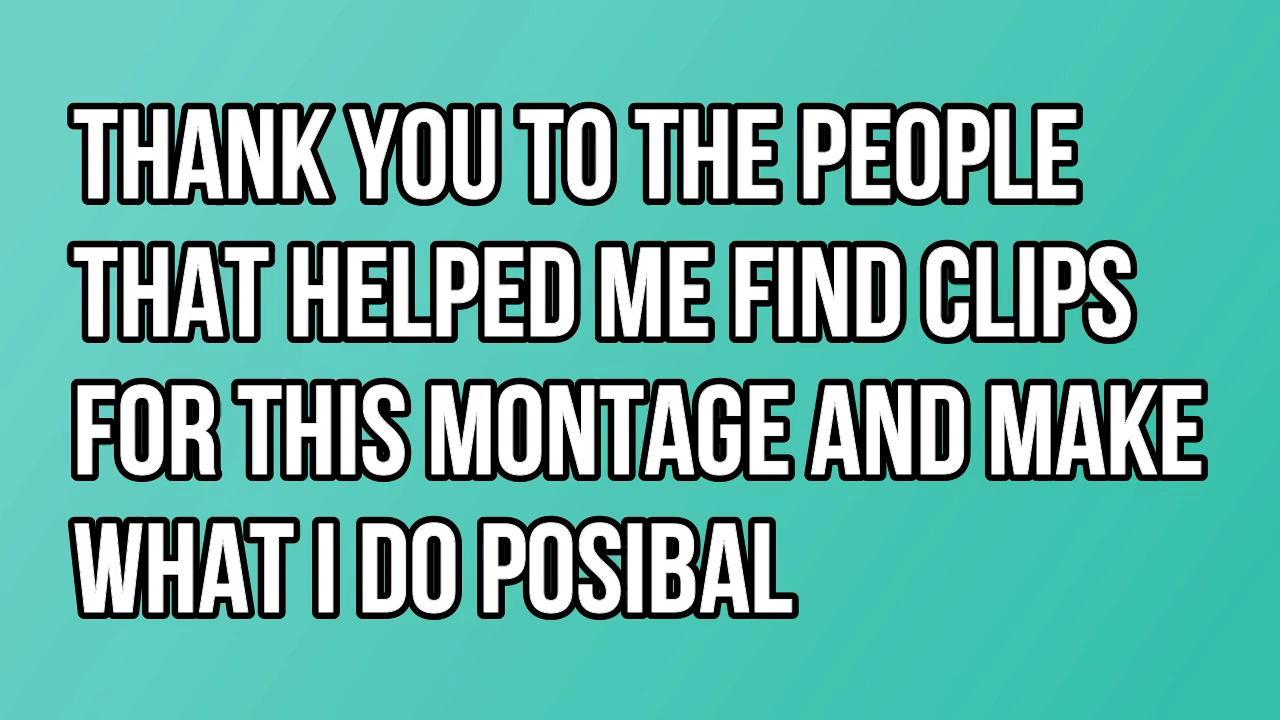 THANK YOU TO THE PEOPLE
THAT HELPED ME FIND CLIPS
FOR THIS MONTAGE AND MAKE
WHAT I DO POSIBAL